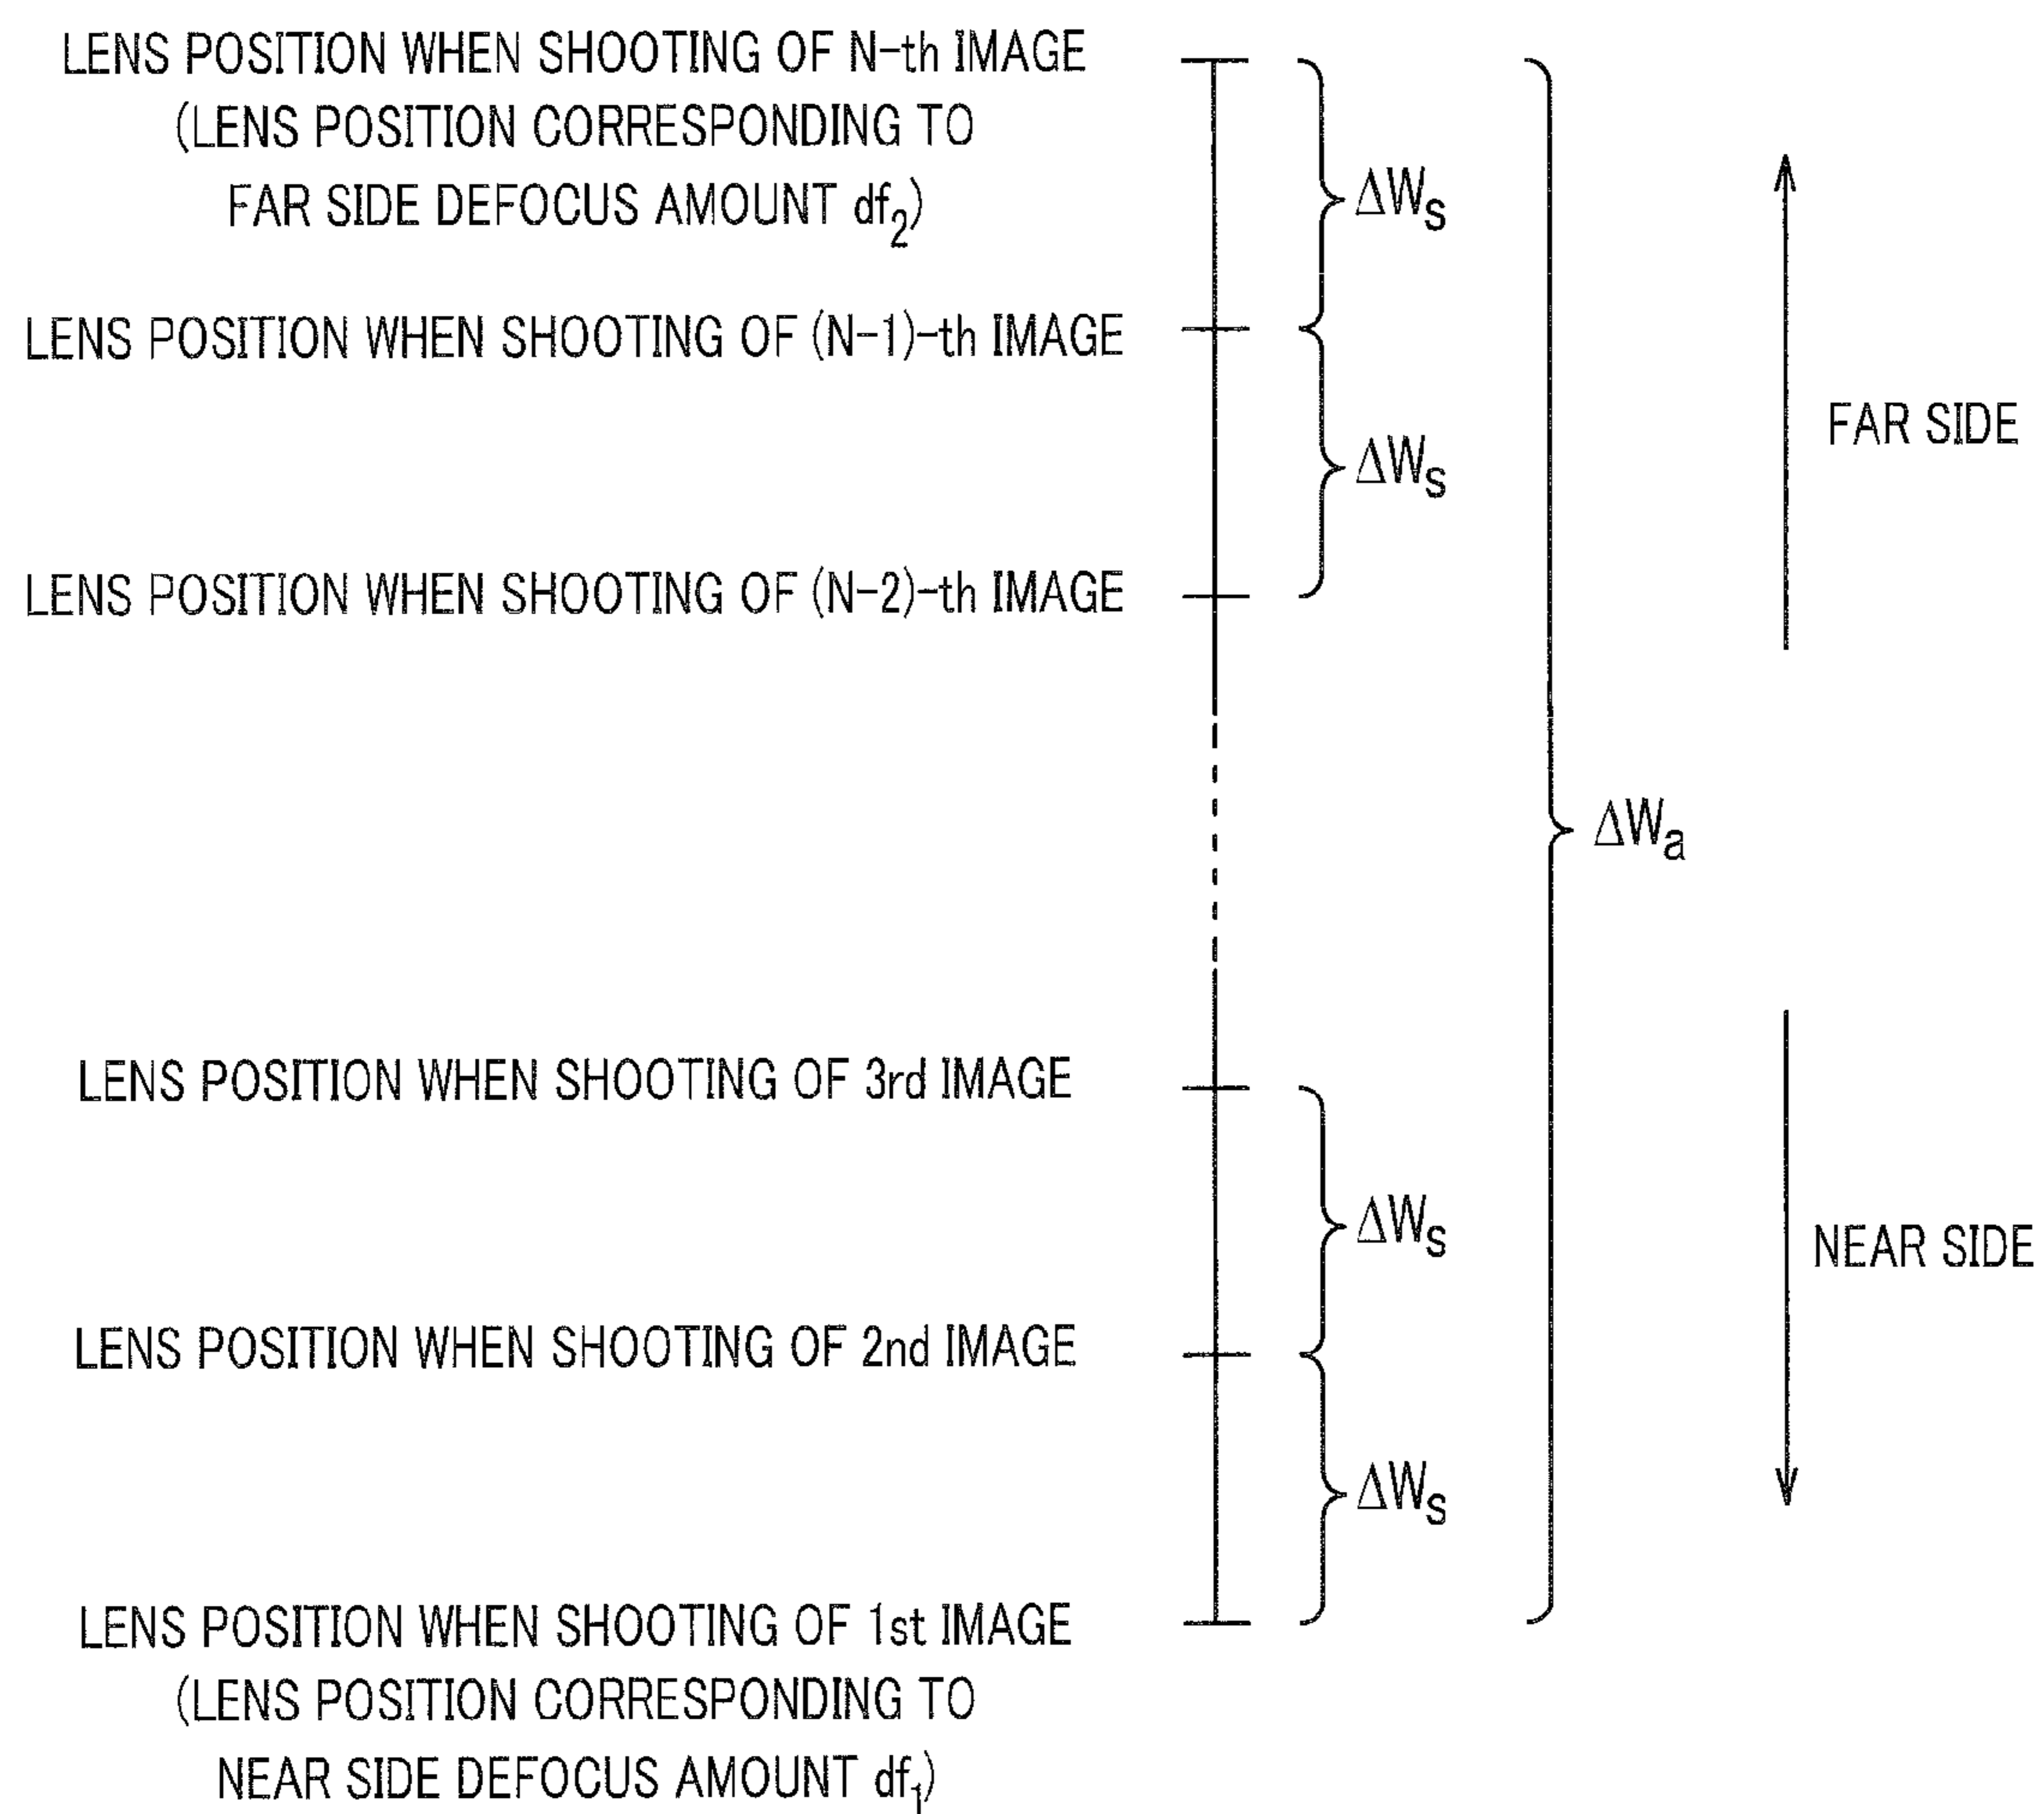 LENS POSITION WHEN SHOOTING OF N-th IMAGE
(LENS POSITION CORRESPONDING TO
FAR SIDE DEFOCUS AMOUNT df₂)
ΔWₛ
LENS POSITION WHEN SHOOTING OF (N-1)-th IMAGE
FAR SIDE
ΔWₛ
LENS POSITION WHEN SHOOTING OF (N-2)-th IMAGE
ΔWₐ
LENS POSITION WHEN SHOOTING OF 3rd IMAGE
ΔWₛ
NEAR SIDE
LENS POSITION WHEN SHOOTING OF 2nd IMAGE
ΔWₛ
LENS POSITION WHEN SHOOTING OF 1st IMAGE
(LENS POSITION CORRESPONDING TO
NEAR SIDE DEFOCUS AMOUNT df₁)